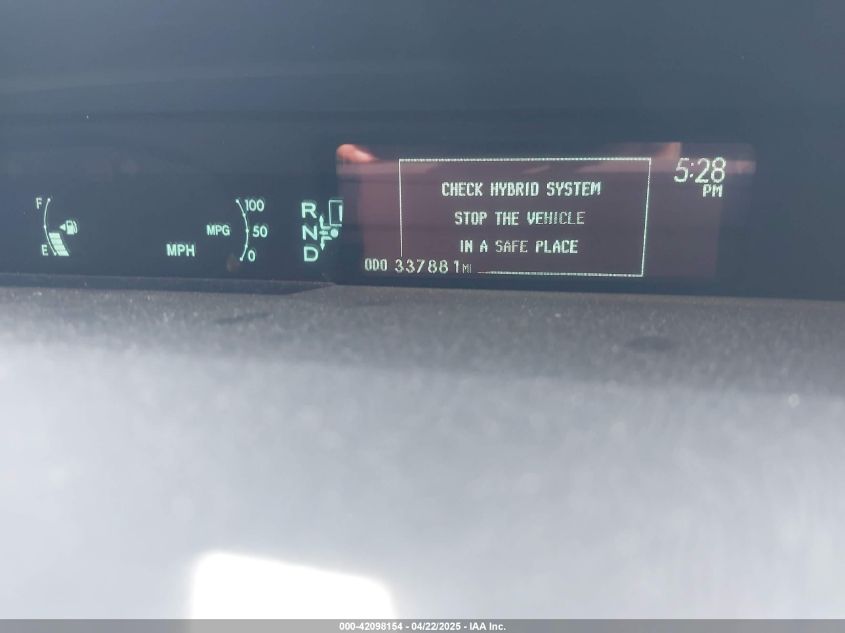 5:28
PM
CHECK HYBRID SYSTEM
STOP THE VEHICLE
IN A SAFE PLACE
ODO 337881 MI
F
E
MPH
MPG
100
50
0
R
N
D
000-42098154 - 04/22/2025 - IAA Inc.